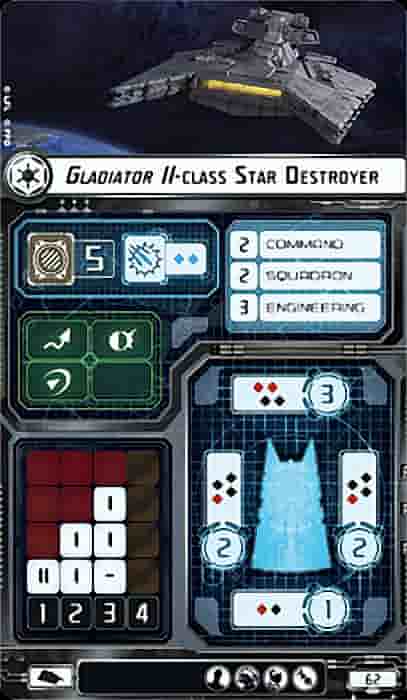 GLADIATOR II-CLASS STAR DESTROYER
5
2 COMMAND
2 SQUADRON
3 ENGINEERING
3
2 2
I
I I
II I -
1 2 3 4
1
62